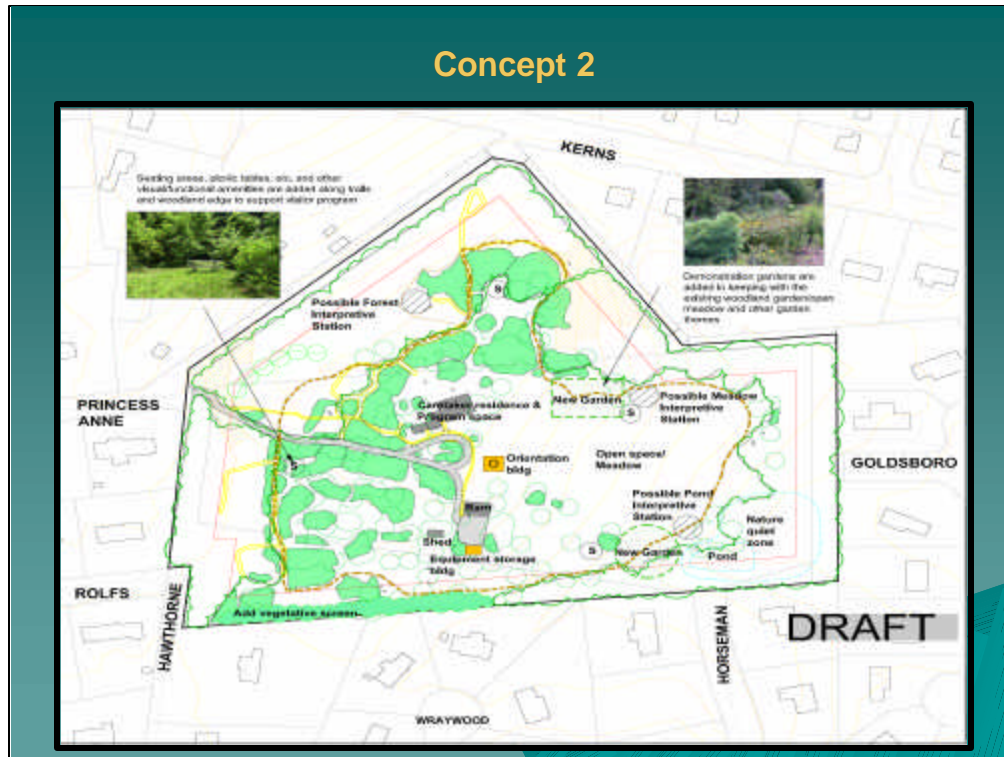 Concept 2
KERNS
Seating areas, picnic tables, etc. and other
visual/functional amenities are added along trails
and woodland edge to support visitor program
Demonstration gardens are
added in keeping with the
existing woodland garden/open
meadow and other garden
themes
Possible Forest
Interpretive
Station
S
PRINCESS
ANNE
Caretaker residence &
Program space
New Garden
S
Possible Meadow
Interpretive
Station
S
Orientation
bldg
Open space/
Meadow
GOLDSBORO
Possible Pond
Interpretive
Station
Nature
quiet
zone
Barn
Shed
Equipment storage
bldg
S
New Garden
Pond
ROLFS
HAWTHORNE
Add vegetative screen
HORSEMAN
DRAFT
WRAYWOOD